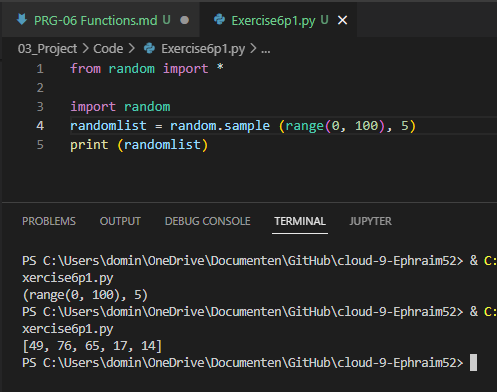 PRG-06 Functions.md U ● Exercise6p1.py U ×
03_Project > Code > Exercise6p1.py > ...
1 from random import *
2
3 import random
4 randomlist = random.sample (range(0, 100), 5)
5 print (randomlist)
PROBLEMS OUTPUT DEBUG CONSOLE TERMINAL JUPYTER
PS C:\Users\domin\OneDrive\Documenten\GitHub\cloud-9-Ephraim52> & C:
xercise6p1.py
(range(0, 100), 5)
PS C:\Users\domin\OneDrive\Documenten\GitHub\cloud-9-Ephraim52> & C:
xercise6p1.py
[49, 76, 65, 17, 14]
PS C:\Users\domin\OneDrive\Documenten\GitHub\cloud-9-Ephraim52>